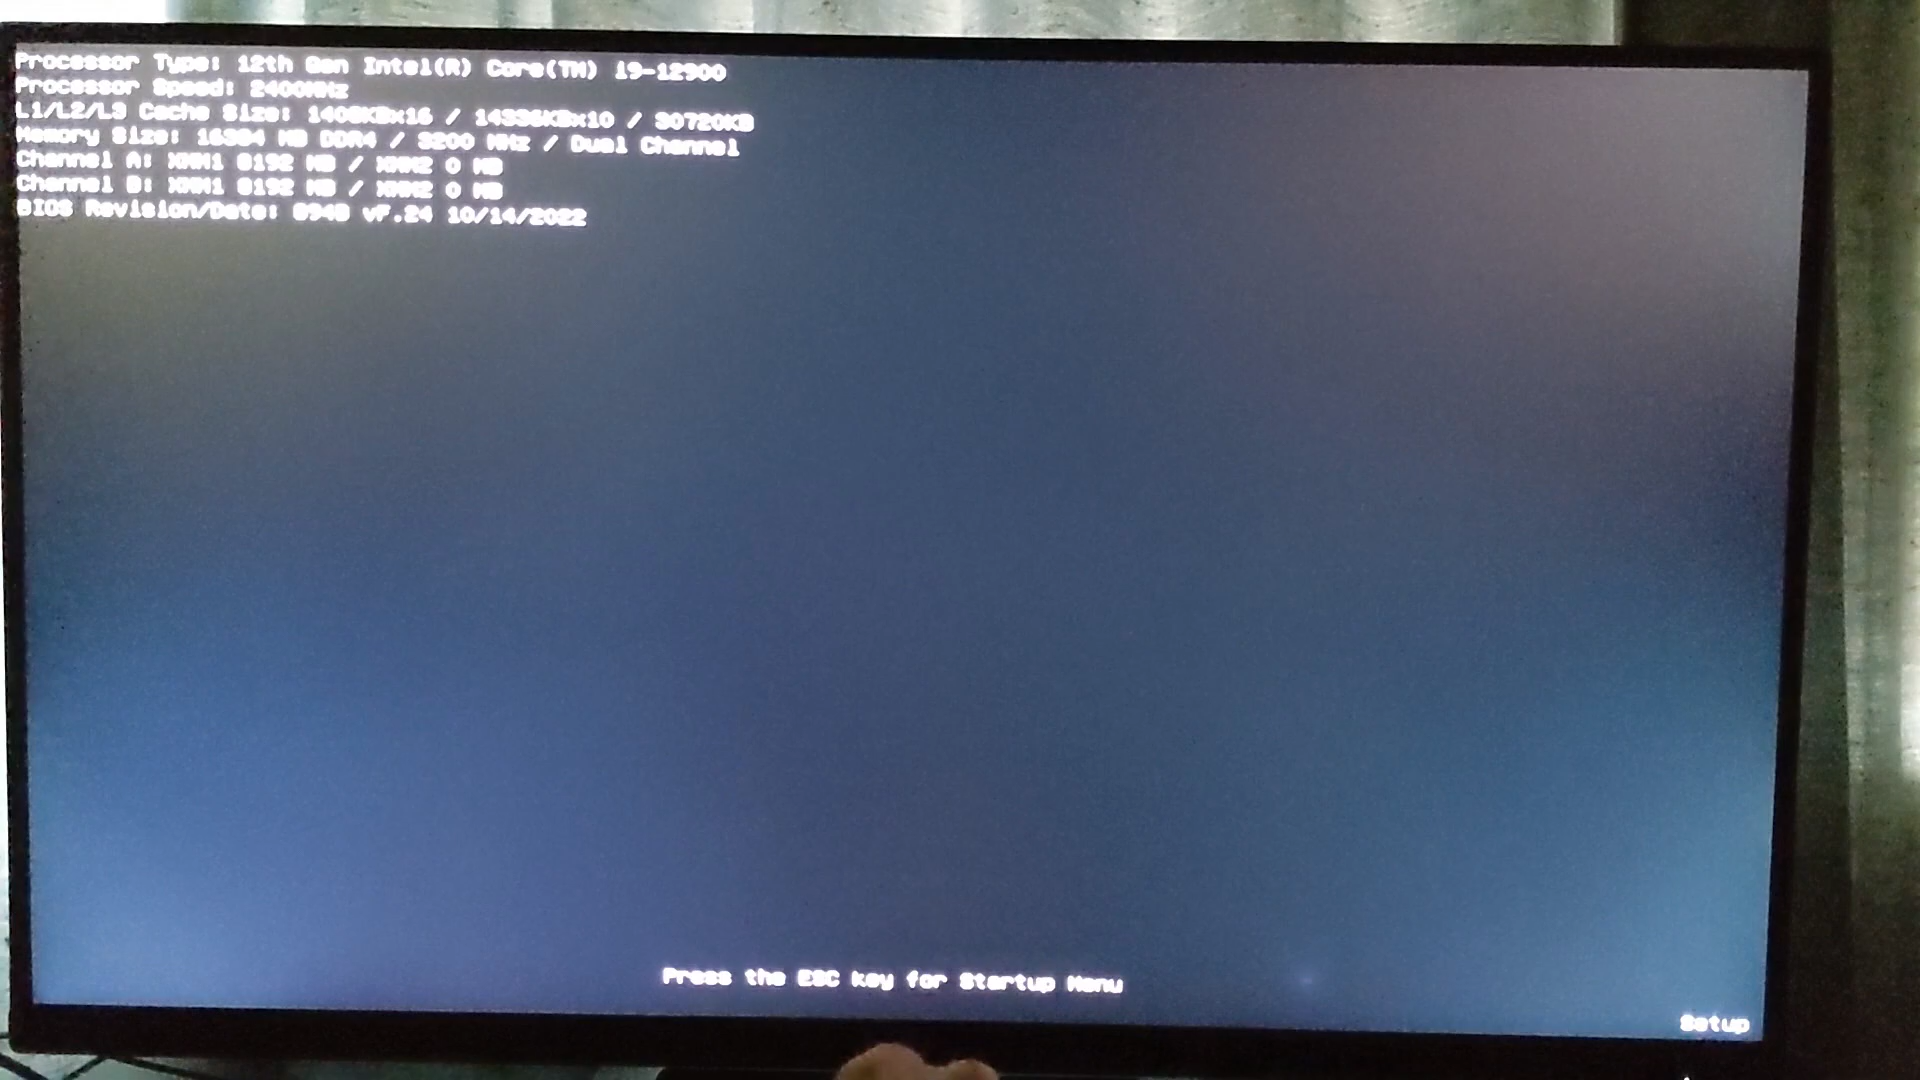 Processor Type: 12th Gen Intel(R) Core(TM) i9-12900
Processor Speed: 2400MHz
L1/L2/L3 Cache Size: 1408KBx16 / 14336KBx10 / 30720KB
Memory Size: 16384 MB DDR4 / 3200 MHz / Dual Channel
Channel A: XMM1 8192 MB / XMM2 0 MB
Channel B: XMM1 8192 MB / XMM2 0 MB
BIOS Revision/Date: vF.24 10/14/2022
Press the ESC key for Startup Menu
Setup